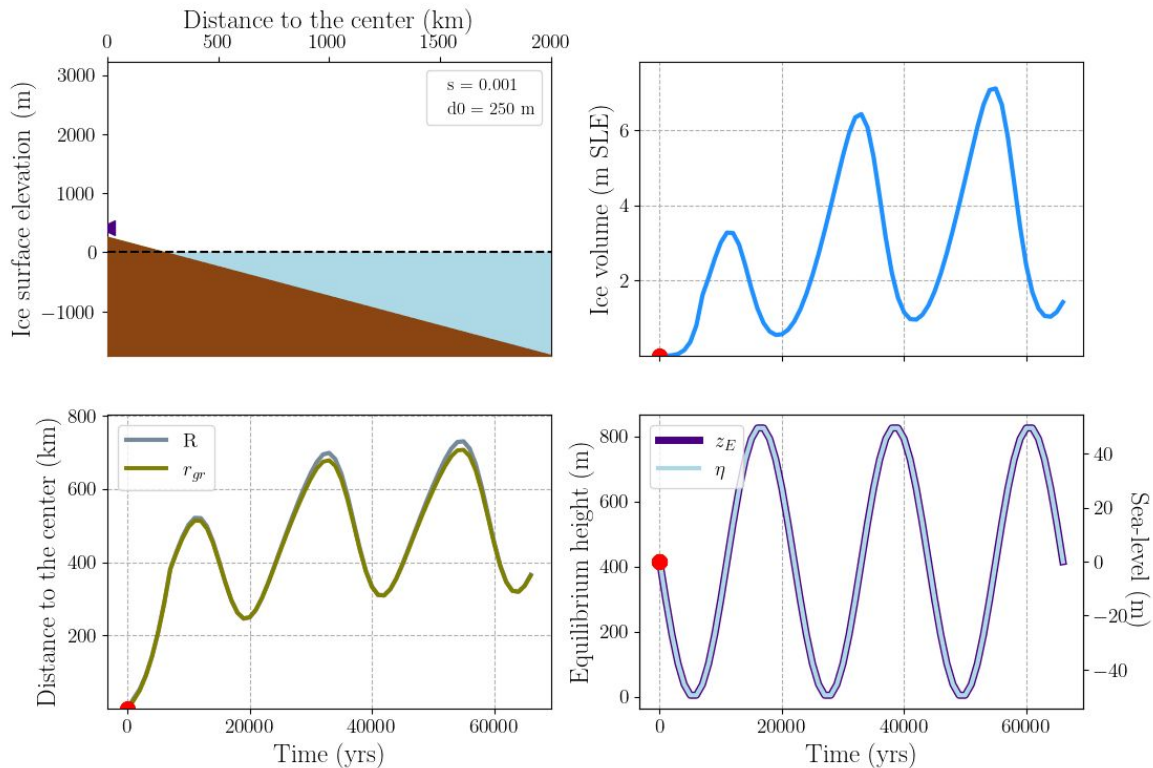 Distance to the center (km)
0 500 1000 1500 2000
Ice surface elevation (m)
3000
2000
1000
0
−1000
s = 0.001
d0 = 250 m
Ice volume (m SLE)
6
4
2
Distance to the center (km)
800
600
400
200
R
r_gr
0 20000 40000 60000
Time (yrs)
Equilibrium height (m)
800
600
400
200
0
z_E
η
40
20
0
−20
−40
Sea-level (m)
0 20000 40000 60000
Time (yrs)